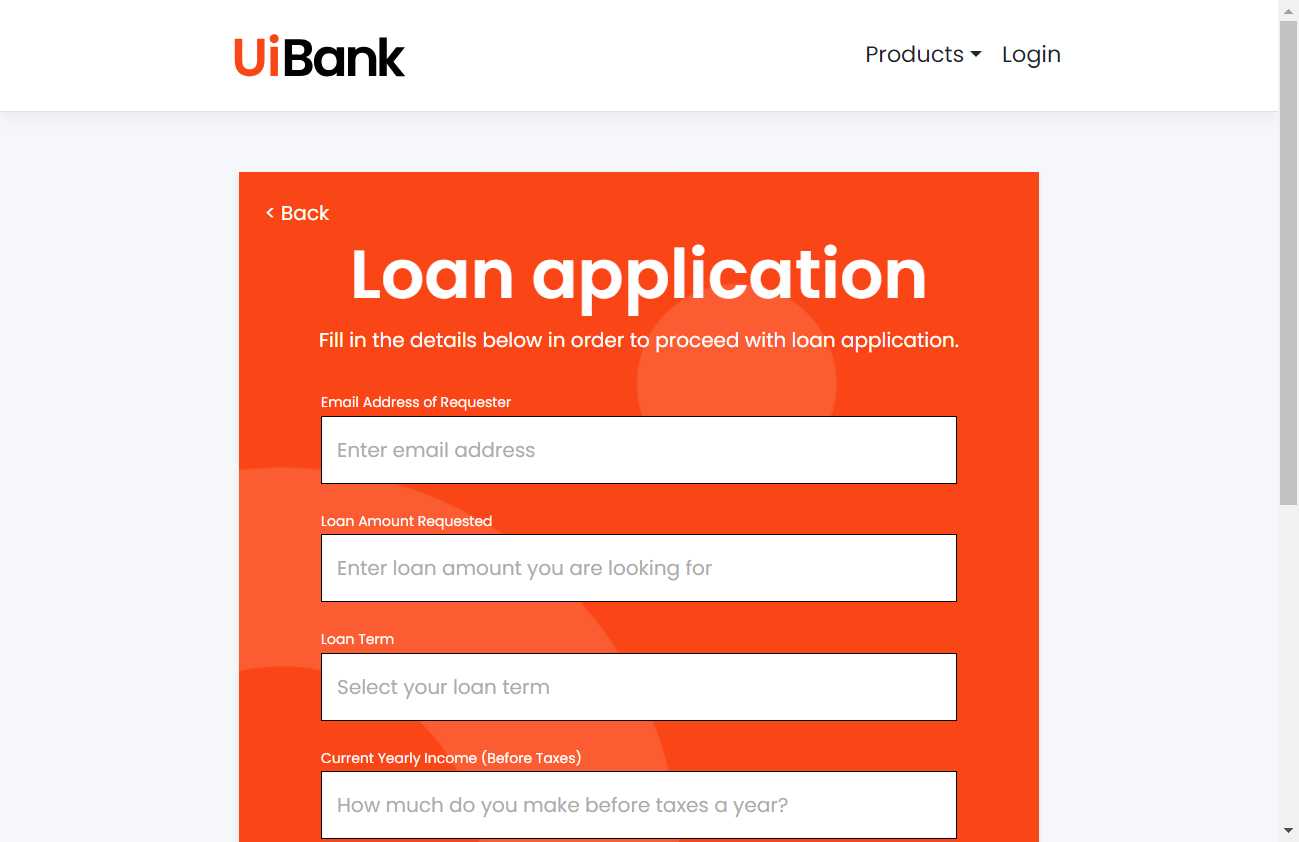 UiBank
Products Login
< Back
Loan application
Fill in the details below in order to proceed with loan application.
Email Address of Requester
Enter email address
Loan Amount Requested
Enter loan amount you are looking for
Loan Term
Select your loan term
Current Yearly Income (Before Taxes)
How much do you make before taxes a year?